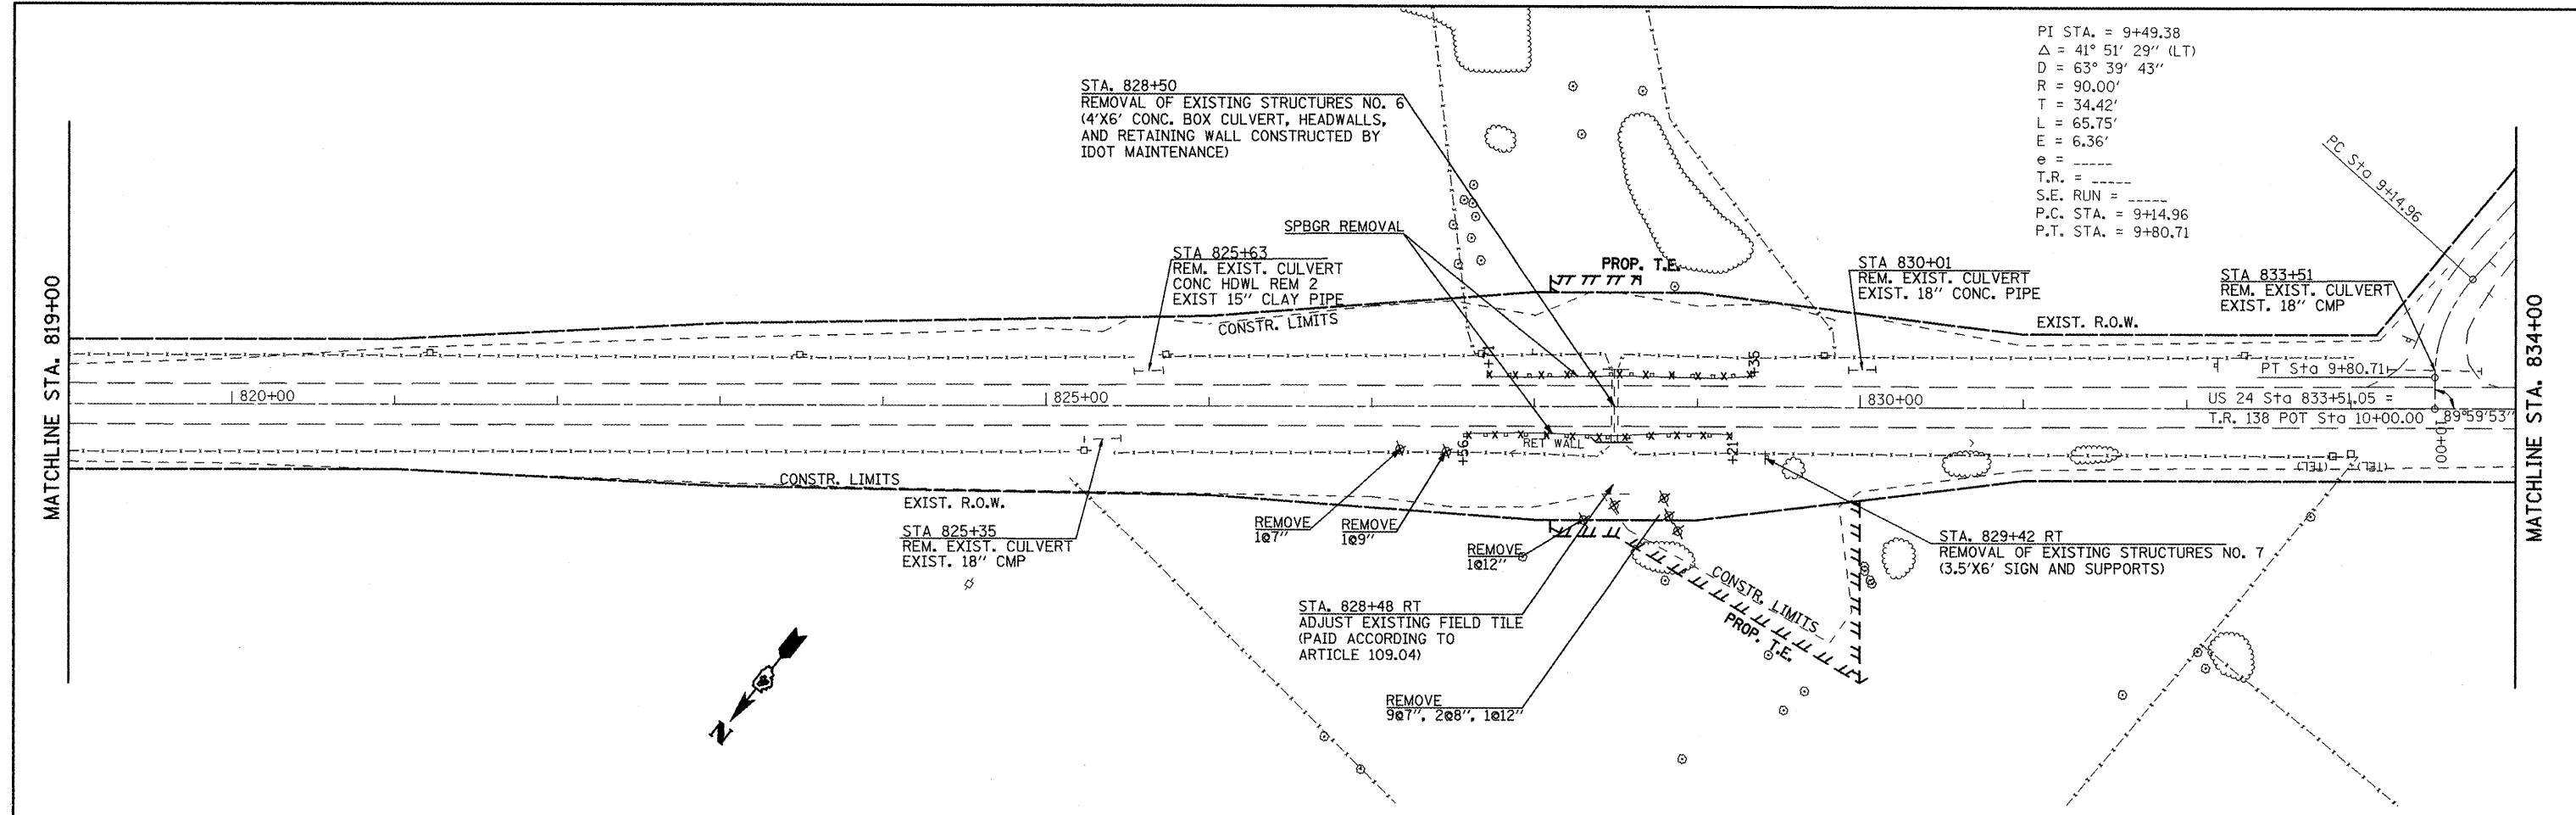 PI STA. = 9+49.38
Δ = 41° 51' 29" (LT)
D = 63° 39' 43"
R = 90.00'
T = 34.42'
L = 65.75'
E = 6.36'
e = _____
T.R. = _____
S.E. RUN = _____
P.C. STA. = 9+14.96
P.T. STA. = 9+80.71
STA. 828+50
REMOVAL OF EXISTING STRUCTURES NO. 6
(4'X6' CONC. BOX CULVERT, HEADWALLS,
AND RETAINING WALL CONSTRUCTED BY
IDOT MAINTENANCE)
PC Sta 9+14.96
SPBGR REMOVAL
STA 825+63
REM. EXIST. CULVERT
CONC HDWL REM 2
EXIST 15" CLAY PIPE
PROP. T.E.
STA 830+01
REM. EXIST. CULVERT
EXIST. 18" CONC. PIPE
STA 833+51
REM. EXIST. CULVERT
EXIST. 18" CMP
MATCHLINE STA. 819+00
CONSTR. LIMITS
EXIST. R.O.W.
MATCHLINE STA. 834+00
+71
+35
PT Sta 9+80.71
820+00
825+00
830+00
US 24 Sta 833+51.05 =
T.R. 138 POT Sta 10+00.00
89°59'53"
10+00
+56
RET WALL
+21
(TEL)
(TEL)
CONSTR. LIMITS
EXIST. R.O.W.
STA 825+35
REM. EXIST. CULVERT
EXIST. 18" CMP
REMOVE
1@7"
REMOVE
1@9"
REMOVE
1@12"
STA. 829+42 RT
REMOVAL OF EXISTING STRUCTURES NO. 7
(3.5'X6' SIGN AND SUPPORTS)
CONSTR. LIMITS
PROP. T.E.
STA. 828+48 RT
ADJUST EXISTING FIELD TILE
(PAID ACCORDING TO
ARTICLE 109.04)
REMOVE
9@7", 2@8", 1@12"
N